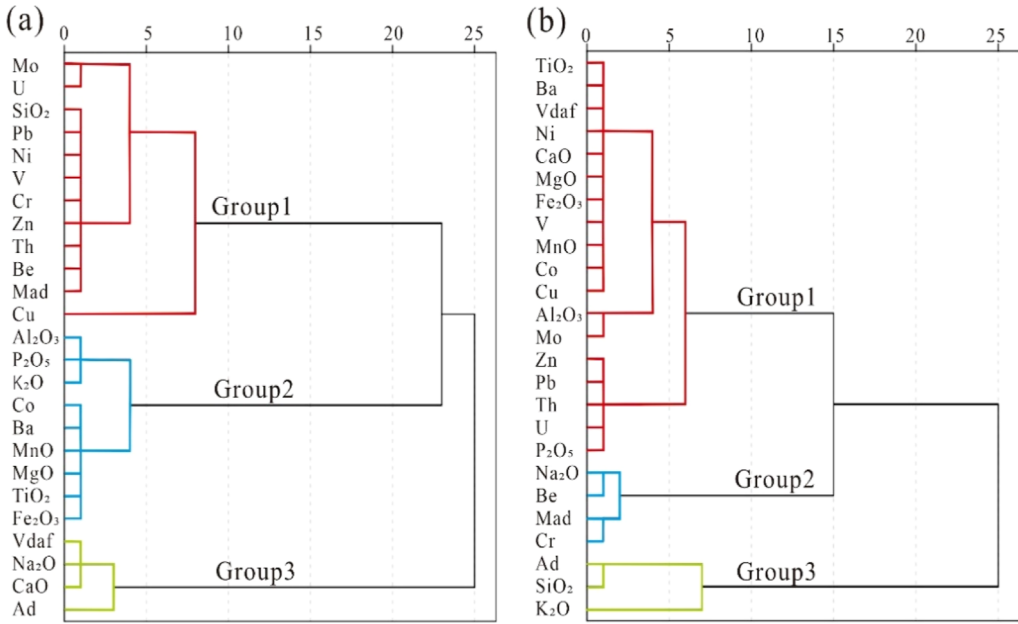 (a)
0 5 10 15 20 25
Mo
U
SiO₂
Pb
Ni
V
Cr
Zn
Th
Be
Mad
Cu
Al₂O₃
P₂O₅
K₂O
Co
Ba
MnO
MgO
TiO₂
Fe₂O₃
Vdaf
Na₂O
CaO
Ad
Group1
Group2
Group3
(b)
0 5 10 15 20 25
TiO₂
Ba
Vdaf
Ni
CaO
MgO
Fe₂O₃
V
MnO
Co
Cu
Al₂O₃
Mo
Zn
Pb
Th
U
P₂O₅
Na₂O
Be
Mad
Cr
Ad
SiO₂
K₂O
Group1
Group2
Group3